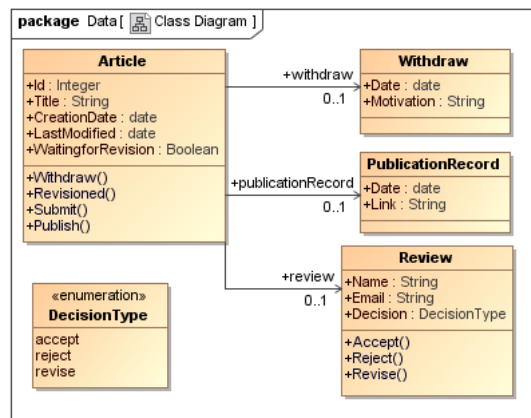 package Data [ Class Diagram ]
Article
+Id : Integer
+Title : String
+CreationDate : date
+LastModified : date
+WaitingforRevision : Boolean
+Withdraw()
+Revisioned()
+Submit()
+Publish()
+withdraw
0..1
Withdraw
+Date : date
+Motivation : String
+publicationRecord
0..1
PublicationRecord
+Date : date
+Link : String
+review
0..1
Review
+Name : String
+Email : String
+Decision : DecisionType
+Accept()
+Reject()
+Revise()
«enumeration»
DecisionType
accept
reject
revise